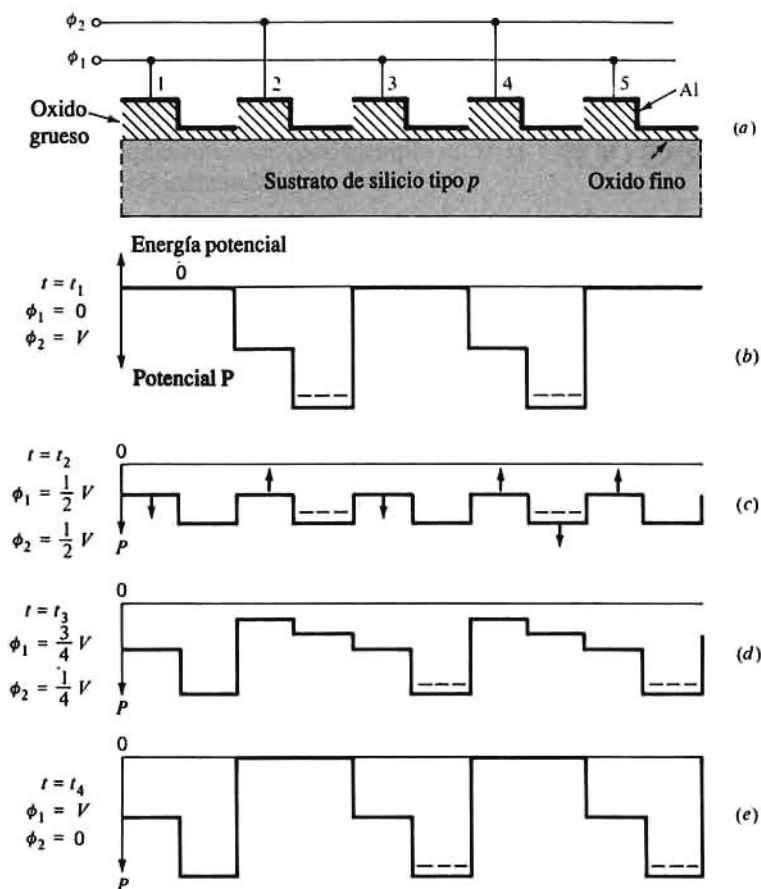 ϕ₂
ϕ₁
1 2 3 4 5
Al
Oxido grueso
(a)
Sustrato de silicio tipo p
Oxido fino
Energía potencial
0
t = t₁
ϕ₁ = 0
ϕ₂ = V
Potencial P
(b)
0
t = t₂
ϕ₁ = 1/2 V
ϕ₂ = 1/2 V
P
(c)
0
t = t₃
ϕ₁ = 3/4 V
ϕ₂ = 1/4 V
P
(d)
0
t = t₄
ϕ₁ = V
ϕ₂ = 0
P
(e)